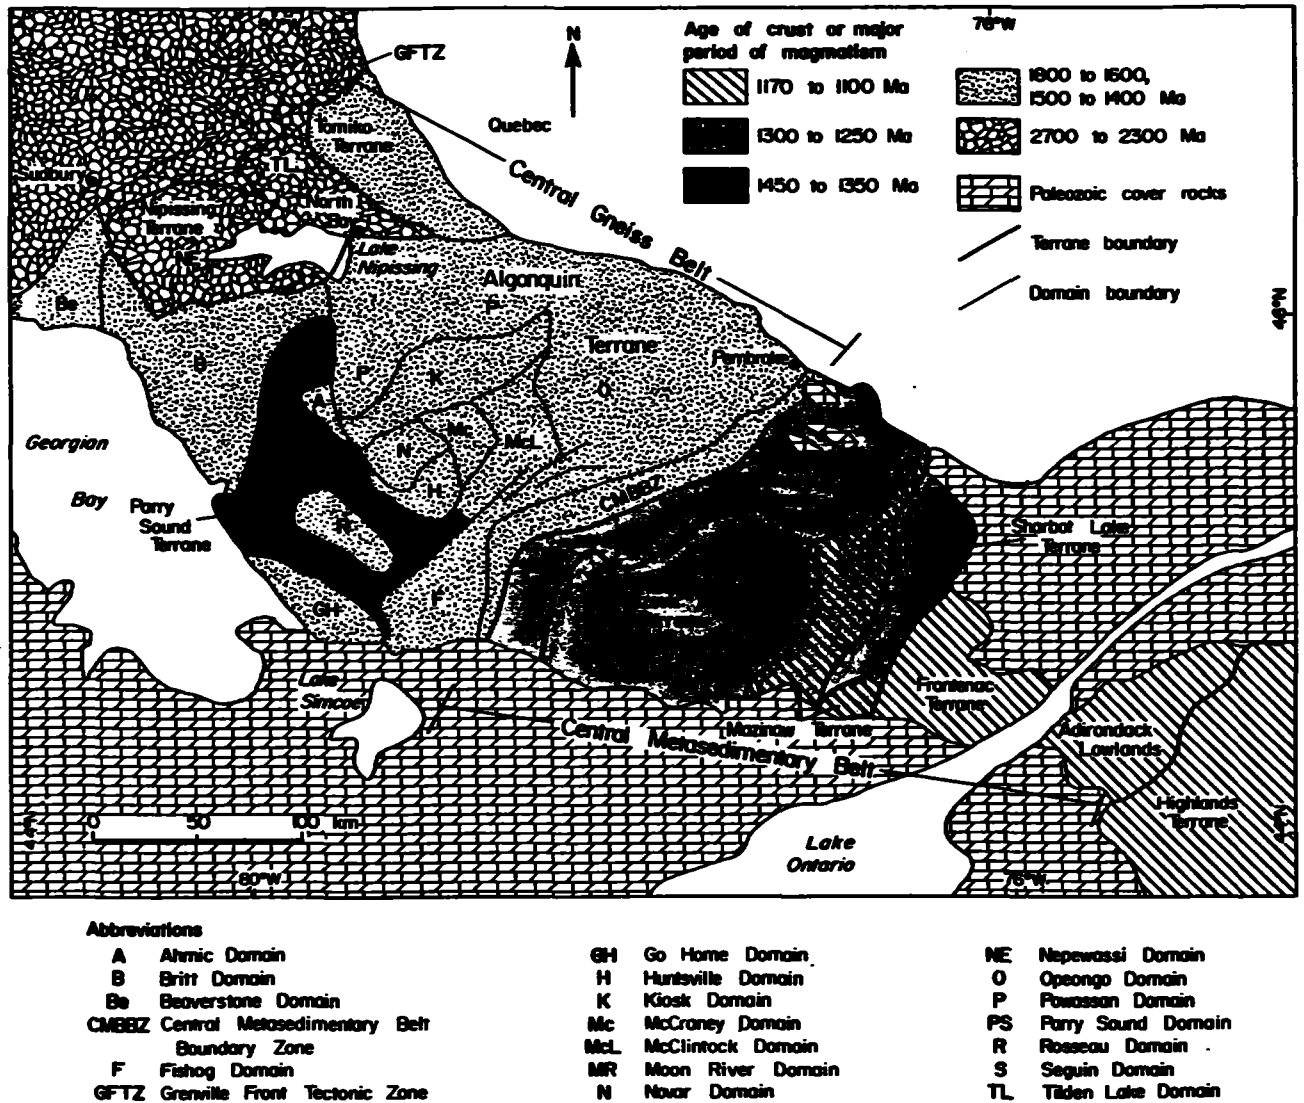 GFTZ
N
Quebec
Age of crust or major
period of magmatism
76°W
1170 to 1100 Ma
1300 to 1250 Ma
1450 to 1350 Ma
1800 to 1600,
1500 to 1400 Ma
2700 to 2300 Ma
Paleozoic cover rocks
Terrane boundary
Domain boundary
Tomiko
Terrane
Central Gneiss Belt
Sudbury
TL
North
Bay
Nipissing
Terrane
NE
Lake
Nipissing
Algonquin
Terrane
Be
B
P
P
K
O
Pembroke
46°N
A
N
Mc
McL
H
CMBBZ
Georgian
Bay
Parry
Sound
Terrane
R
GH
F
Sharbot Lake
Terrane
Lake
Simcoe
Frontenac
Terrane
Mazinaw Terrane
Central Metasedimentary Belt
Adirondack
Lowlands
Highlands
Terrane
44°N
44°N
0 50 100 km
Lake
Ontario
80°W
76°W
Abbreviations
A Ahmic Domain
B Britt Domain
Be Beaverstone Domain
CMBBZ Central Metasedimentary Belt
Boundary Zone
F Fishog Domain
GFTZ Grenville Front Tectonic Zone
GH Go Home Domain
H Huntsville Domain
K Kiosk Domain
Mc McCraney Domain
McL McClintock Domain
MR Moon River Domain
N Novar Domain
NE Nepewassi Domain
O Opeongo Domain
P Powassan Domain
PS Parry Sound Domain
R Rosseau Domain
S Seguin Domain
TL Tilden Lake Domain